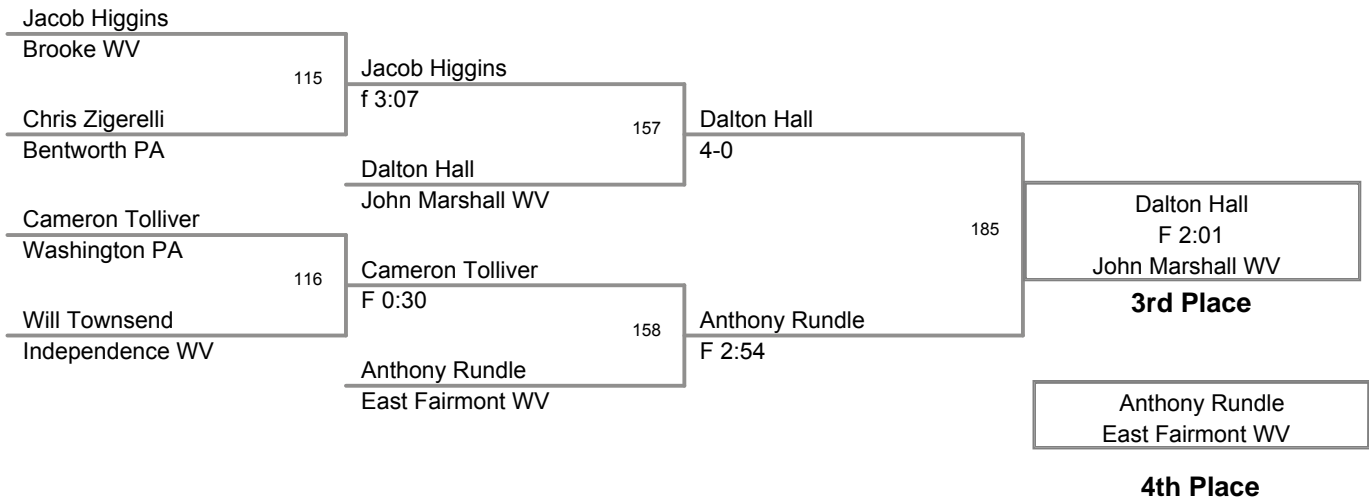 Jacob Higgins
Brooke WV
115
Chris Zigerelli
Bentworth PA
Cameron Tolliver
Washington PA
116
Will Townsend
Independence WV
Jacob Higgins
f 3:07
157
Dalton Hall
John Marshall WV
Cameron Tolliver
F 0:30
158
Anthony Rundle
East Fairmont WV
Dalton Hall
4-0
185
Anthony Rundle
F 2:54
Dalton Hall
F 2:01
John Marshall WV
3rd Place
Anthony Rundle
East Fairmont WV
4th Place